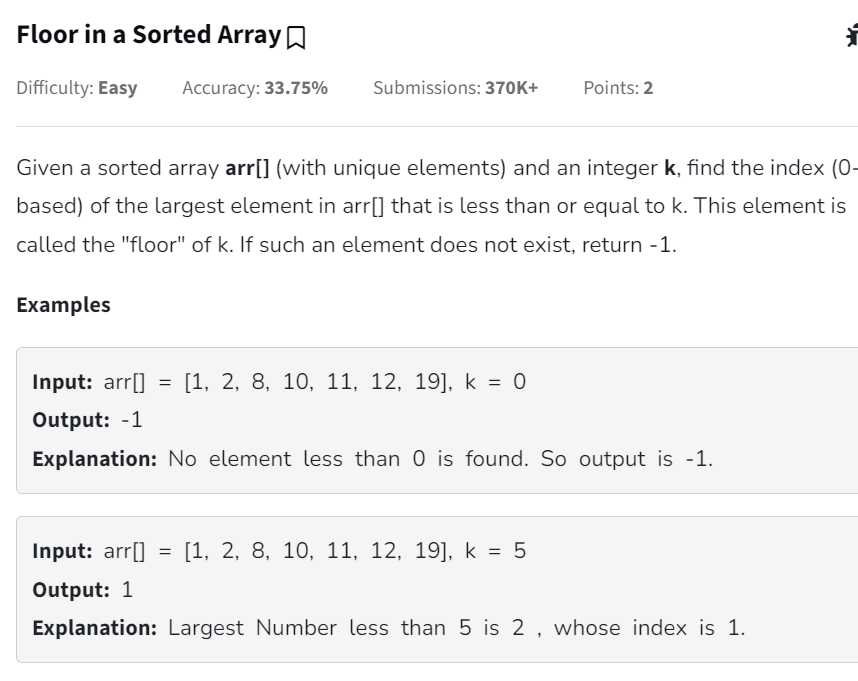 Floor in a Sorted Array
Difficulty: Easy Accuracy: 33.75% Submissions: 370K+ Points: 2
Given a sorted array arr[] (with unique elements) and an integer k, find the index (0-
based) of the largest element in arr[] that is less than or equal to k. This element is
called the "floor" of k. If such an element does not exist, return -1.
Examples
Input: arr[] = [1, 2, 8, 10, 11, 12, 19], k = 0
Output: -1
Explanation: No element less than 0 is found. So output is -1.
Input: arr[] = [1, 2, 8, 10, 11, 12, 19], k = 5
Output: 1
Explanation: Largest Number less than 5 is 2 , whose index is 1.